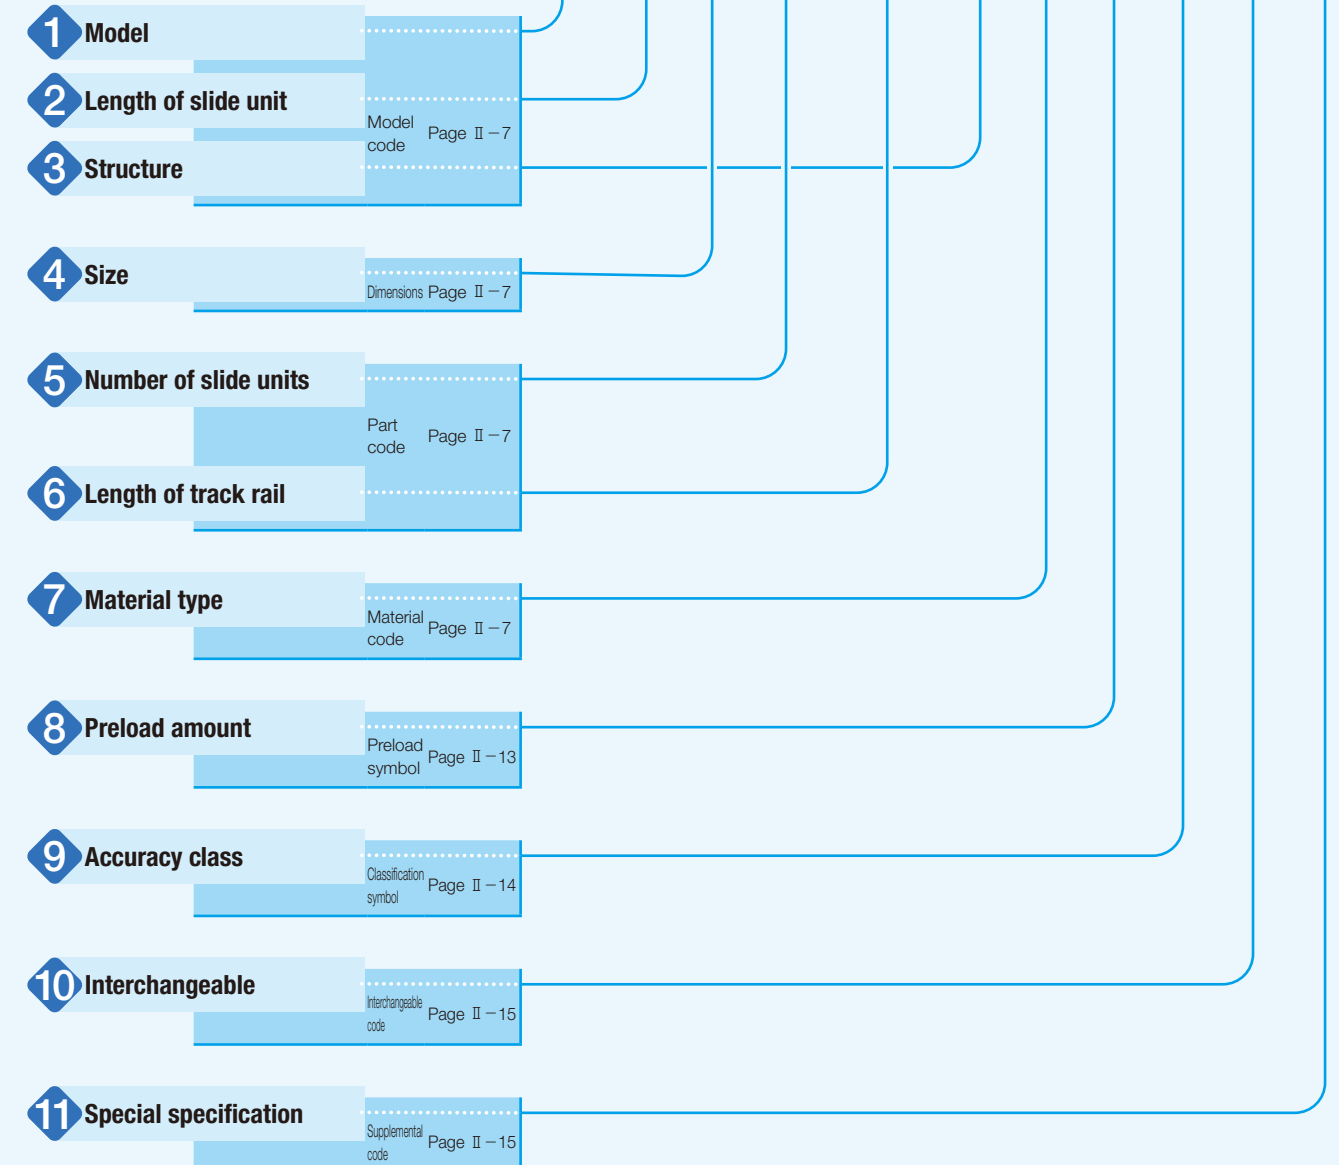 1 Model
2 Length of slide unit
Model
code
Page Ⅱ－7
3 Structure
4 Size
Dimensions Page Ⅱ－7
5 Number of slide units
Part
code
Page Ⅱ－7
6 Length of track rail
7 Material type
Material
code
Page Ⅱ－7
8 Preload amount
Preload
symbol
Page Ⅱ－13
9 Accuracy class
Classification
symbol
Page Ⅱ－14
10 Interchangeable
Interchangeable
code
Page Ⅱ－15
11 Special specification
Supplemental
code
Page Ⅱ－15